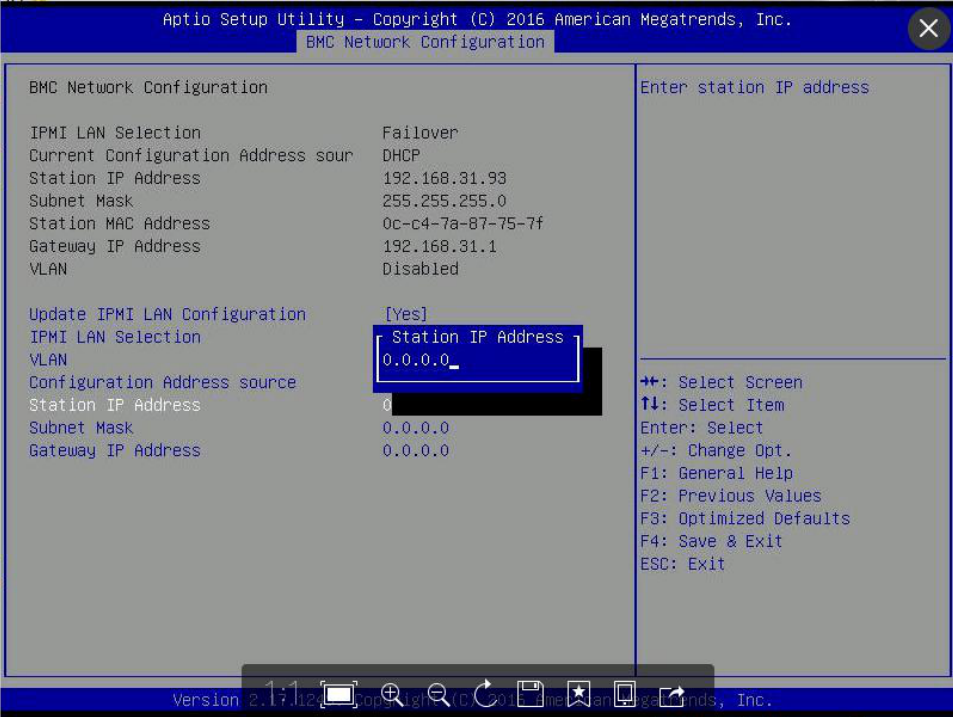 Aptio Setup Utility – Copyright (C) 2016 American Megatrends, Inc.
BMC Network Configuration
BMC Network Configuration
IPMI LAN Selection Failover
Current Configuration Address sour DHCP
Station IP Address 192.168.31.93
Subnet Mask 255.255.255.0
Station MAC Address 0c-c4-7a-87-75-7f
Gateway IP Address 192.168.31.1
VLAN Disabled
Update IPMI LAN Configuration [Yes]
IPMI LAN Selection
VLAN
Configuration Address source
Station IP Address 0
Subnet Mask 0.0.0.0
Gateway IP Address 0.0.0.0
Station IP Address
0.0.0.0_
Enter station IP address
→←: Select Screen
↑↓: Select Item
Enter: Select
+/-: Change Opt.
F1: General Help
F2: Previous Values
F3: Optimized Defaults
F4: Save & Exit
ESC: Exit
Version 2.17.124 Copyright (C) 2016 American Megatrends, Inc.
1:1